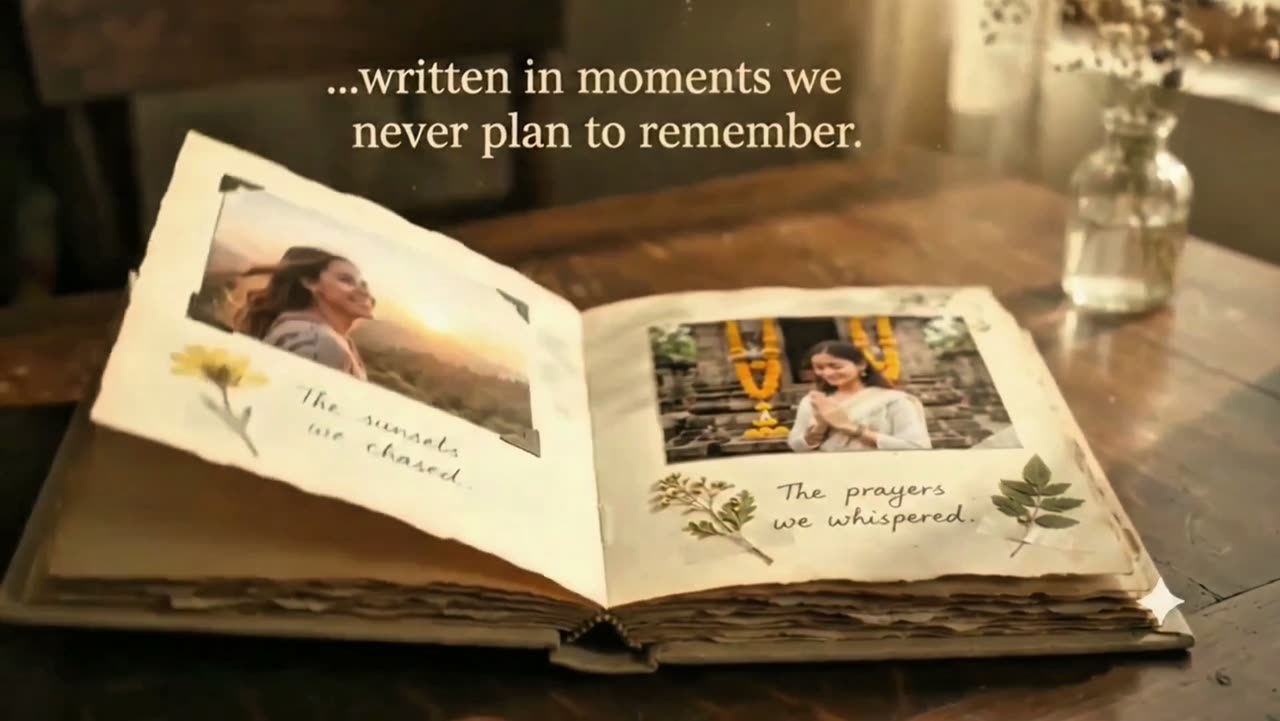 ...written in moments we
never plan to remember.
The sunsets
we chased..
The prayers
we whispered.